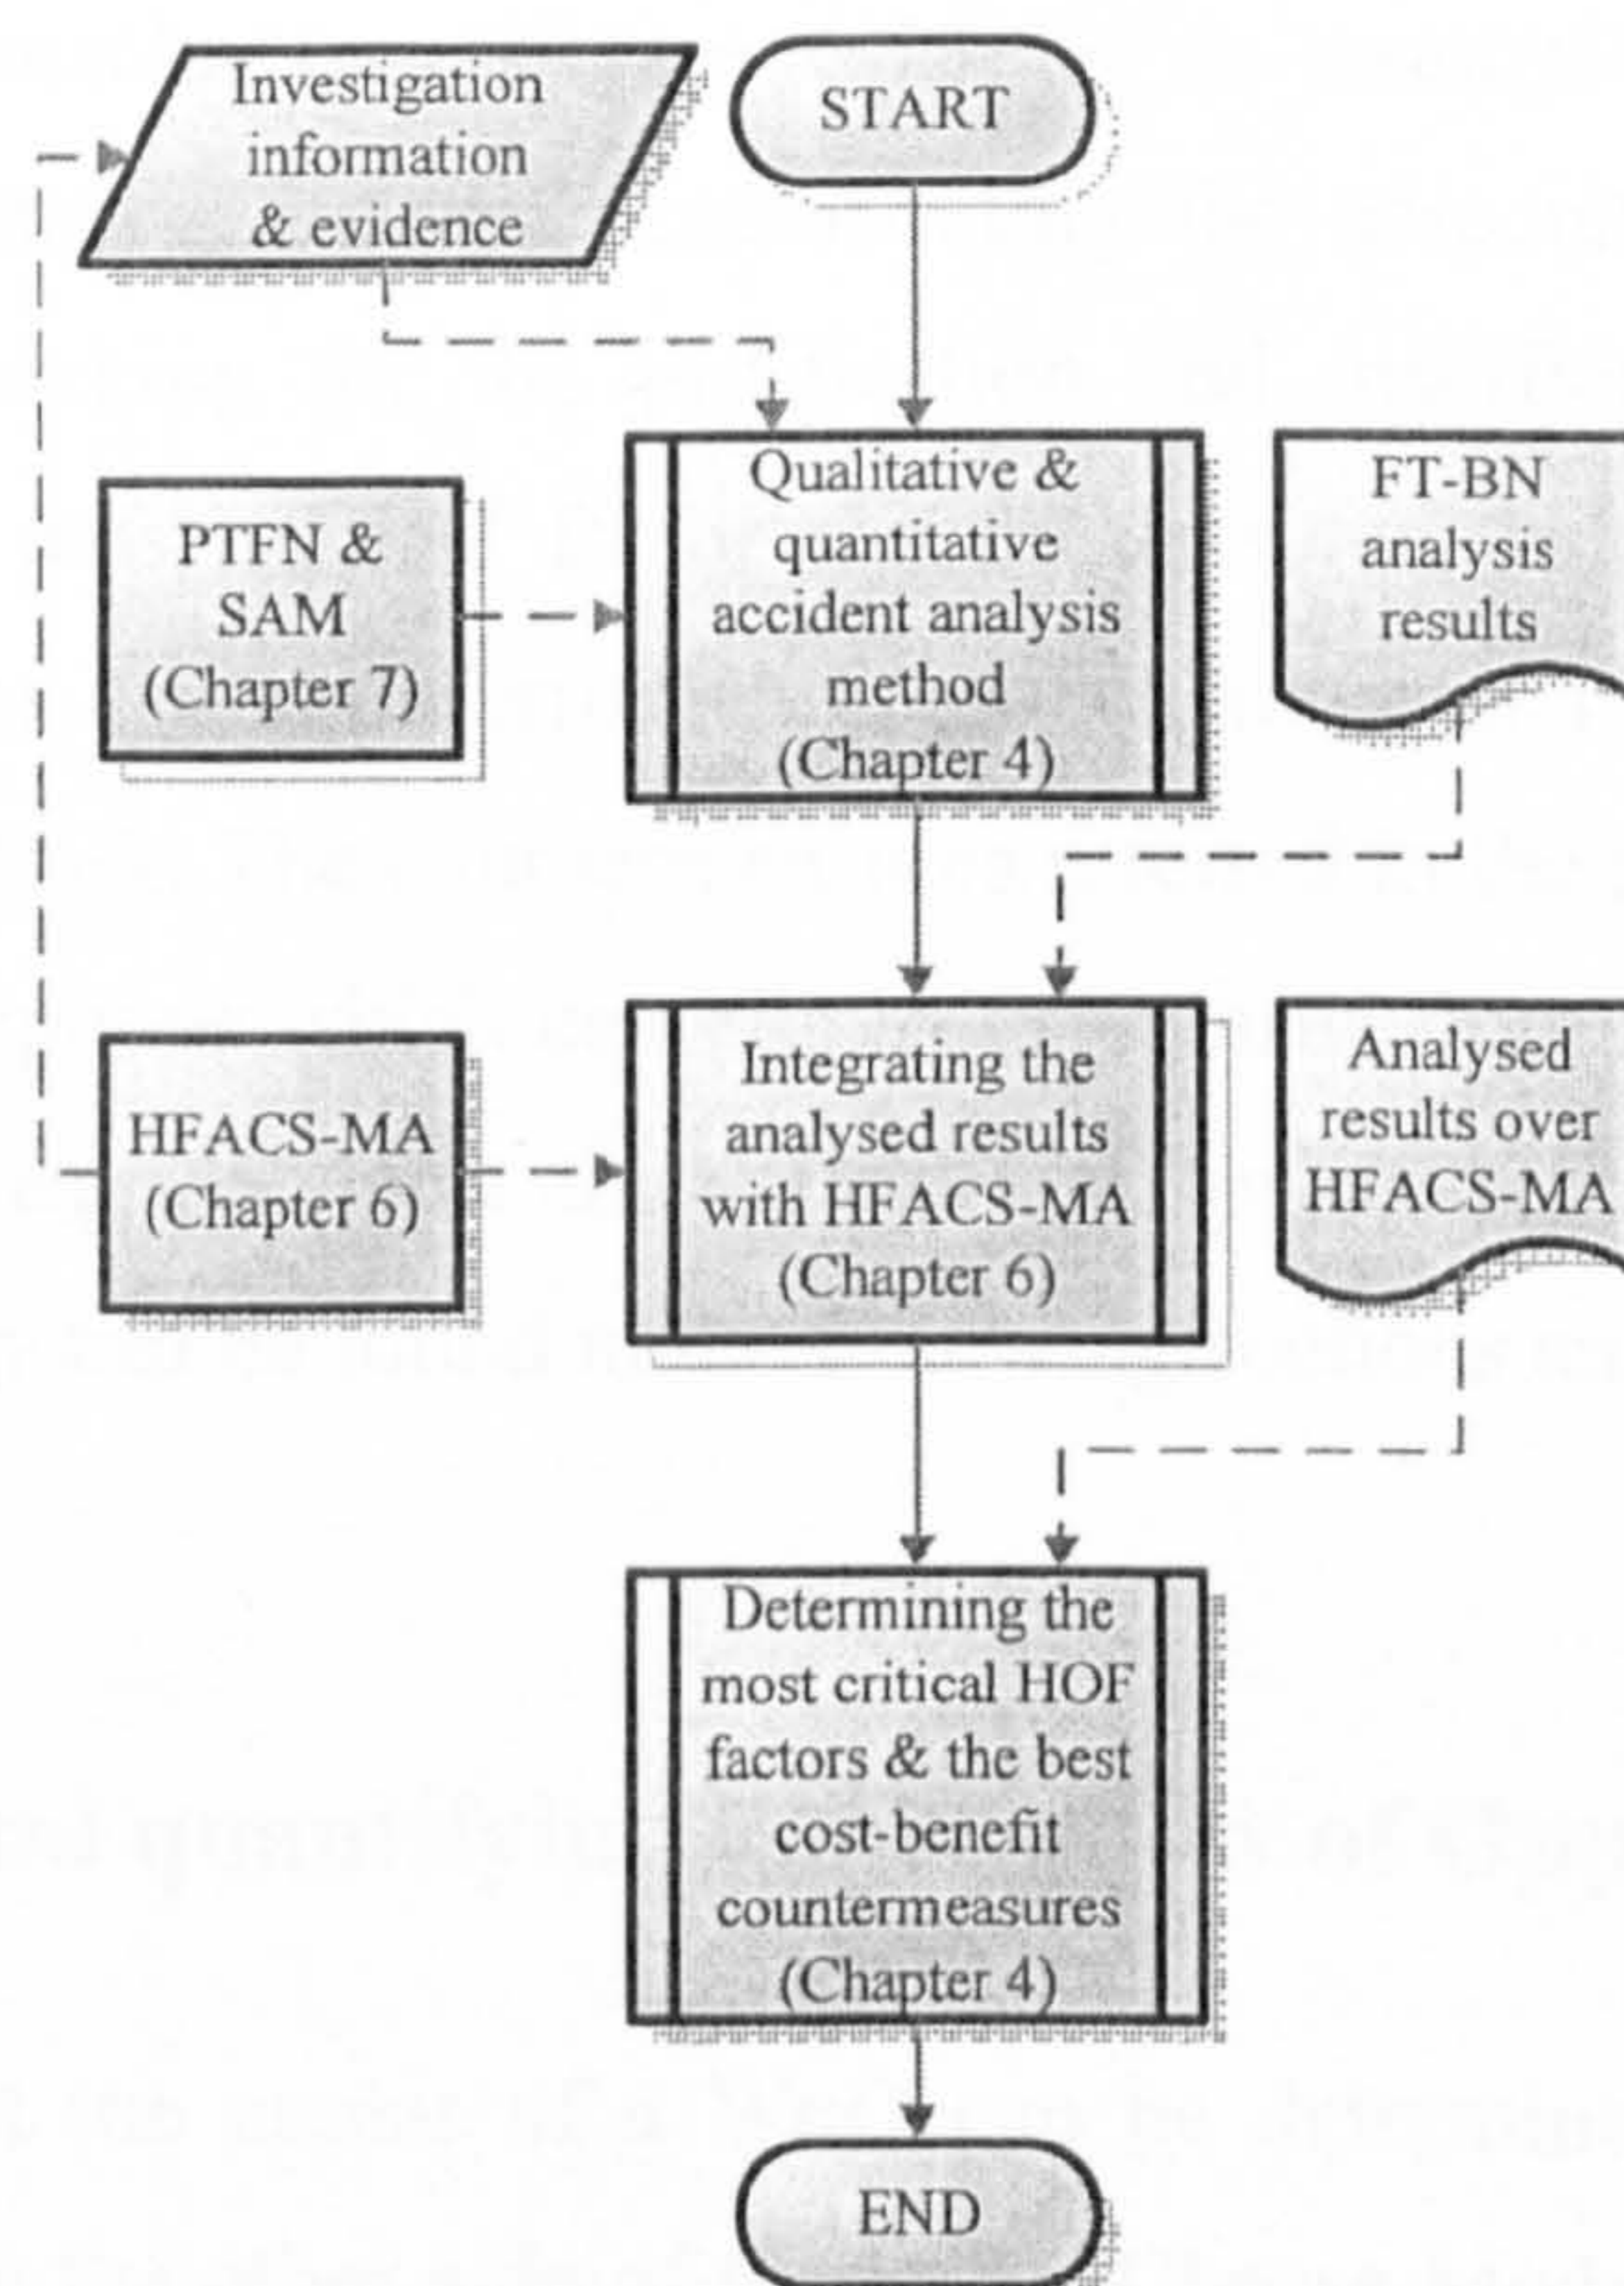 Investigation
information
& evidence
START
PTFN &
SAM
(Chapter 7)
Qualitative &
quantitative
accident analysis
method
(Chapter 4)
FT-BN
analysis
results
HFACS-MA
(Chapter 6)
Integrating the
analysed results
with HFACS-MA
(Chapter 6)
Analysed
results over
HFACS-MA
Determining the
most critical HOF
factors & the best
cost-benefit
countermeasures
(Chapter 4)
END